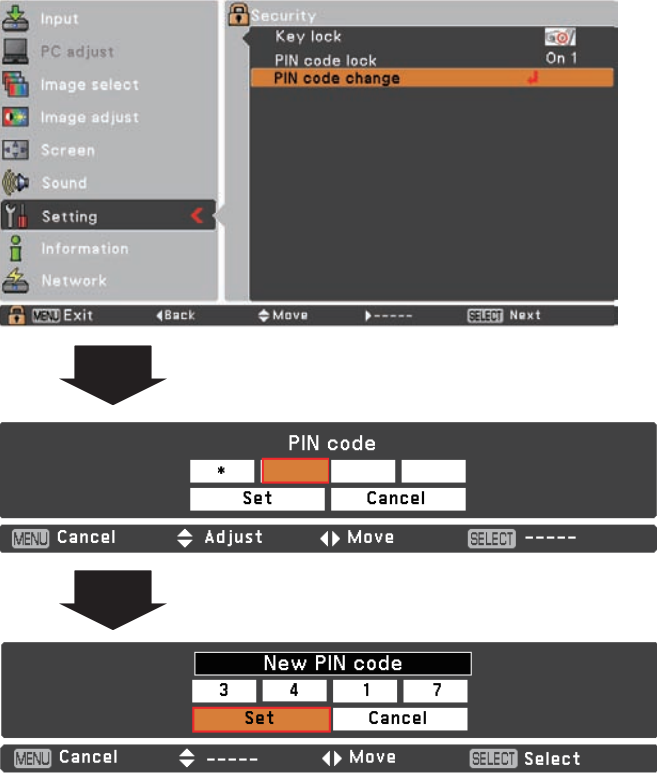 Input
PC adjust
Image select
Image adjust
Screen
Sound
Setting
Information
Network
Security
Key lock
PIN code lock On 1
PIN code change
MENU Exit Back Move ----- SELECT Next
PIN code
*
Set Cancel
MENU Cancel Adjust Move SELECT -----
New PIN code
3 4 1 7
Set Cancel
MENU Cancel ----- Move SELECT Select